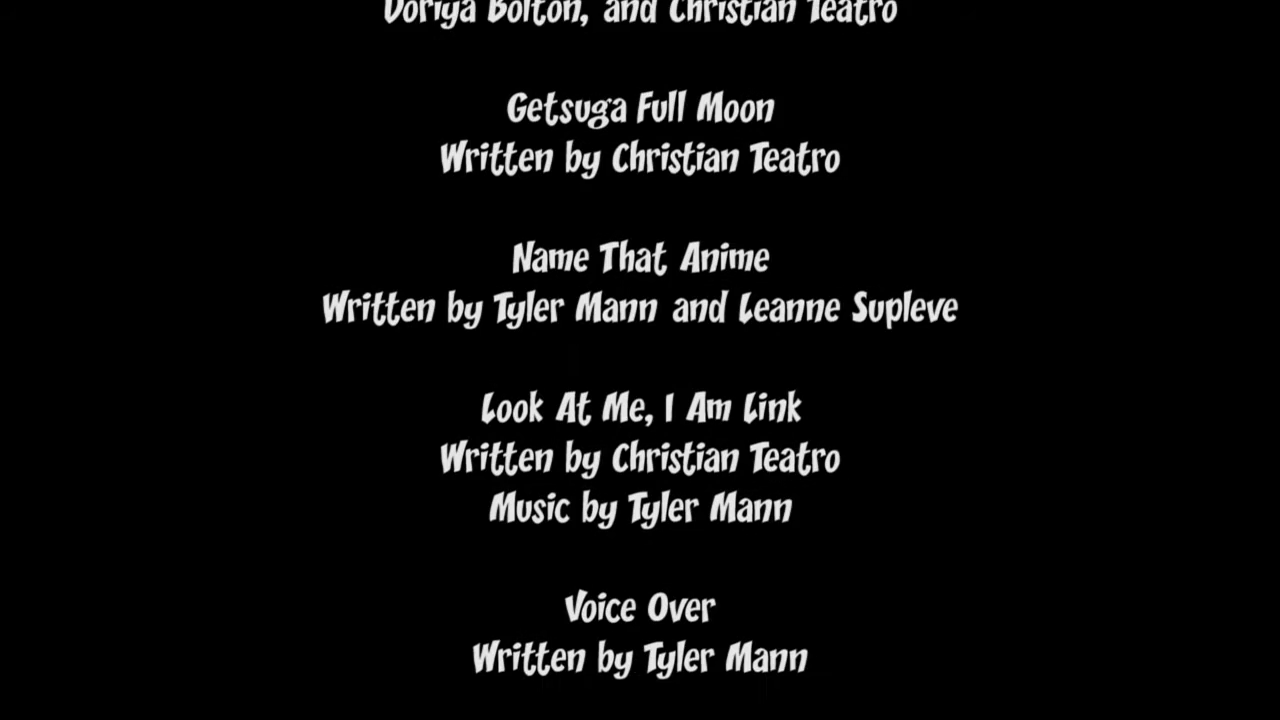 Doriya Bolton, and Christian Teatro
Getsuga Full Moon
Written by Christian Teatro
Name That Anime
Written by Tyler Mann and Leanne Supleve
Look At Me, I Am Link
Written by Christian Teatro
Music by Tyler Mann
Voice Over
Written by Tyler Mann